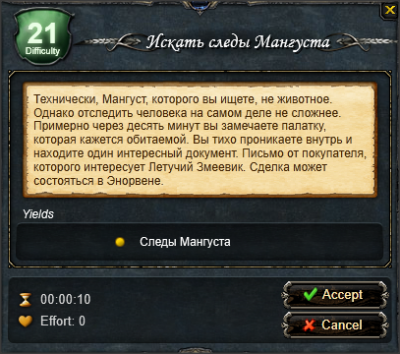 21
Difficulty
Искать следы Мангуста
Технически, Мангуст, которого вы ищете, не животное.
Однако отследить человека на самом деле не сложнее.
Примерно через десять минут вы замечаете палатку,
которая кажется обитаемой. Вы тихо проникаете внутрь и
находите один интересный документ. Письмо от покупателя,
которого интересует Летучий Змеевик. Сделка может
состояться в Энорвене.
Yields
Следы Мангуста
00:00:10
Accept
Effort: 0
Cancel